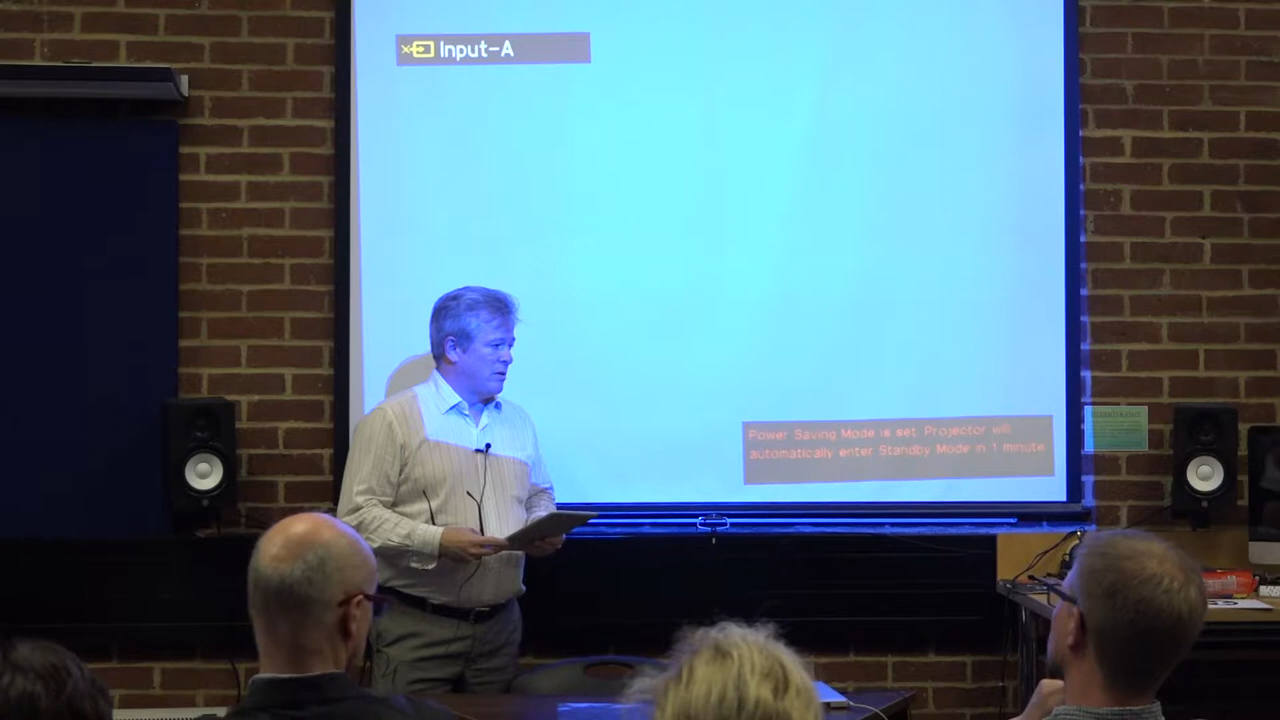 Input-A
Power Saving Mode is set. Projector will
automatically enter Standby Mode in 1 minute